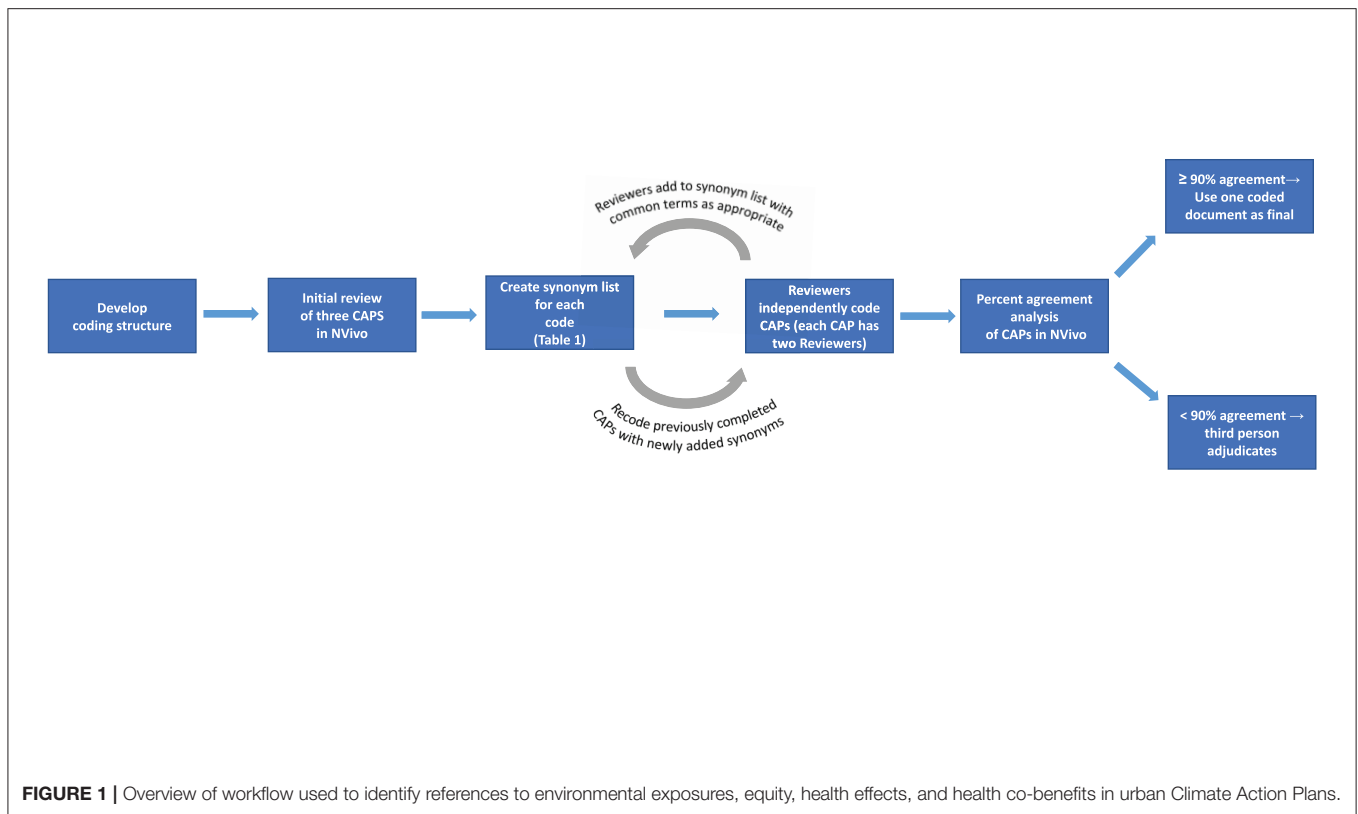 Develop
coding structure
Initial review
of three CAPS
in NVivo
Create synonym list
for each
code
(Table 1)
Reviewers add to synonym list with
common terms as appropriate
Recode previously completed
CAPs with newly added synonyms
Reviewers
independently code
CAPs (each CAP has
two Reviewers)
Percent agreement
analysis
of CAPs in NVivo
≥ 90% agreement→
Use one coded
document as final
< 90% agreement →
third person
adjudicates
FIGURE 1 | Overview of workflow used to identify references to environmental exposures, equity, health effects, and health co-benefits in urban Climate Action Plans.